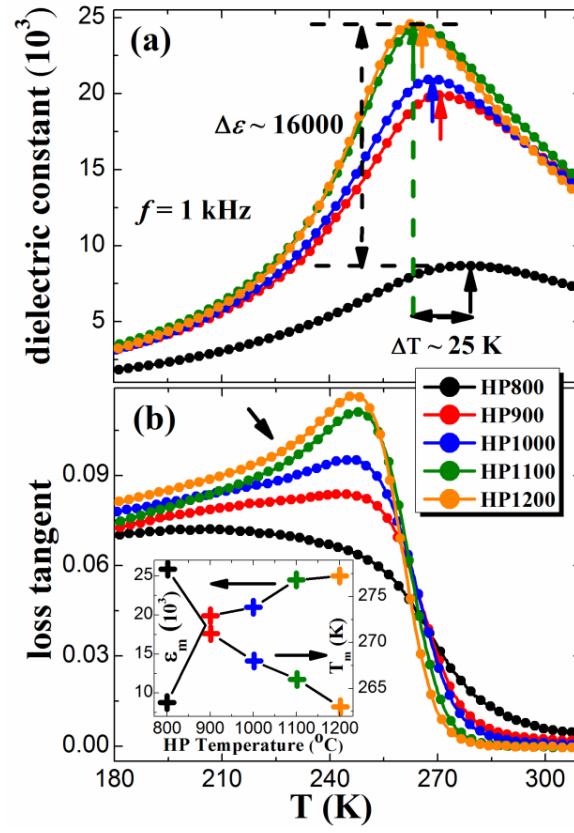 (a)
dielectric constant (10³)
25
20
15
10
5
Δε ~ 16000
f = 1 kHz
ΔT ~ 25 K
(b)
HP800
HP900
HP1000
HP1100
HP1200
loss tangent
0.09
0.06
0.03
0.00
25
20
15
10
ε_m (10³)
275
270
265
T_m (K)
800 900 1000 1100 1200
HP Temperature (⁰C)
180 210 240 270 300
T (K)